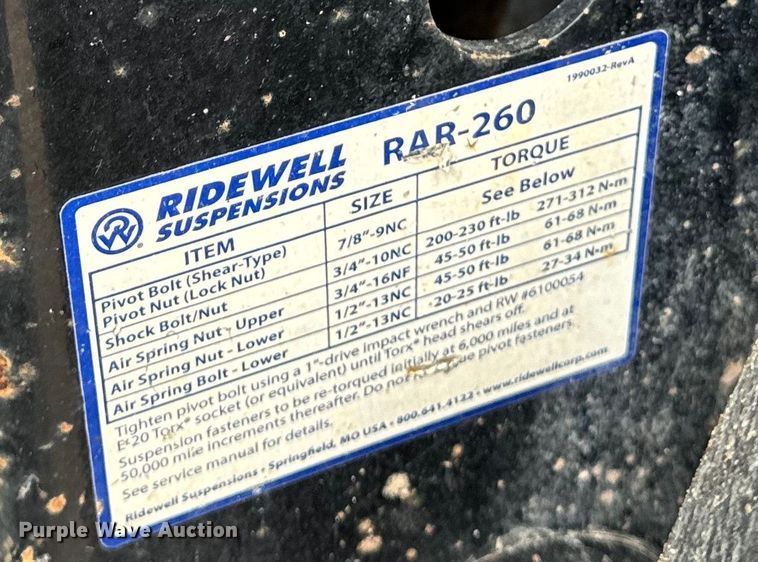 1990032-RevA
RW
RIDEWELL
SUSPENSIONS
®
RAR-260
ITEM SIZE TORQUE
Pivot Bolt (Shear-Type) 7/8"-9NC See Below
Pivot Nut (Lock Nut)
Shock Bolt/Nut 3/4"-10NC 200-230 ft-lb 271-312 N•m
Air Spring Nut - Upper 3/4"-16NF 45-50 ft-lb 61-68 N•m
Air Spring Nut - Lower 1/2"-13NC 45-50 ft-lb 61-68 N•m
Air Spring Bolt - Lower 1/2"-13NC 20-25 ft-lb 27-34 N•m
Tighten pivot bolt using a 1"-drive impact wrench and RW #6100054
E20 Torx® socket (or equivalent) until Torx® head shears off.
Suspension fasteners to be re-torqued initially at 6,000 miles and at
50,000 mile increments thereafter. Do not pivot fasteners.
See service manual for details.
Ridewell Suspensions • Springfield, MO USA • 800.641.4122 • www.ridewellcorp.com
Purple Wave Auction